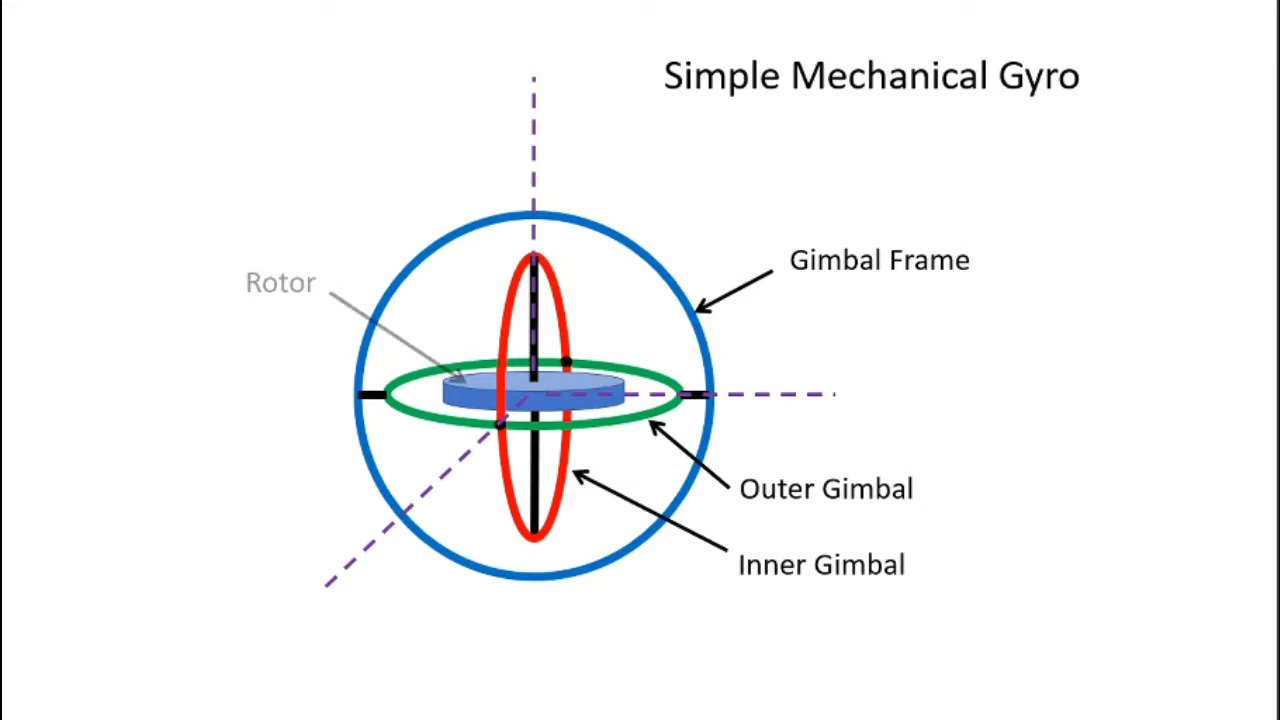 Simple Mechanical Gyro
Gimbal Frame
Rotor
Outer Gimbal
Inner Gimbal